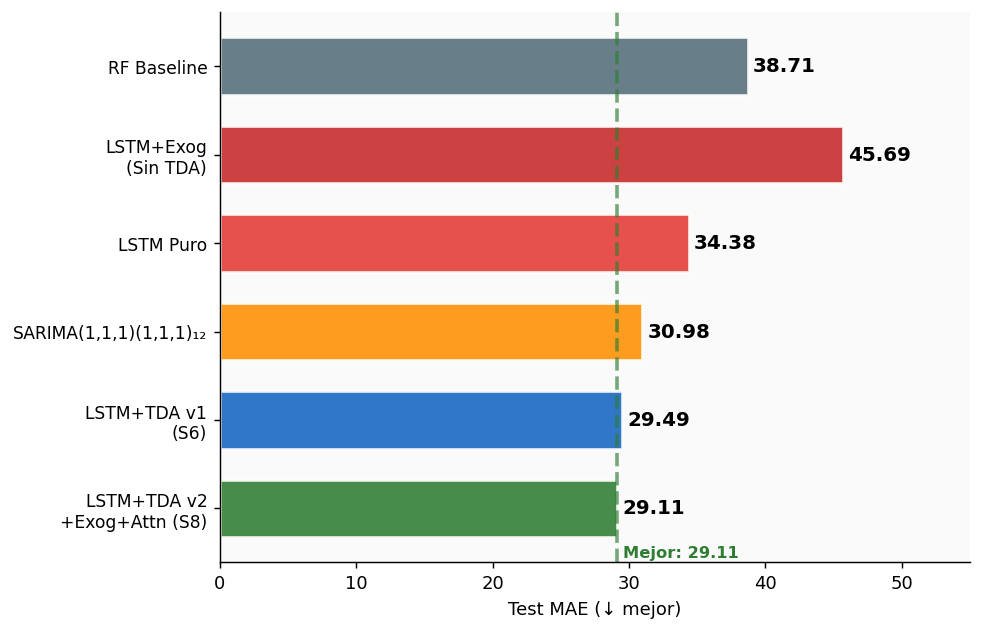 RF Baseline
38.71
LSTM+Exog
(Sin TDA)
45.69
LSTM Puro
34.38
SARIMA(1,1,1)(1,1,1)₁₂
30.98
LSTM+TDA v1
(S6)
29.49
LSTM+TDA v2
+Exog+Attn (S8)
29.11
Mejor: 29.11
0 10 20 30 40 50
Test MAE (↓ mejor)